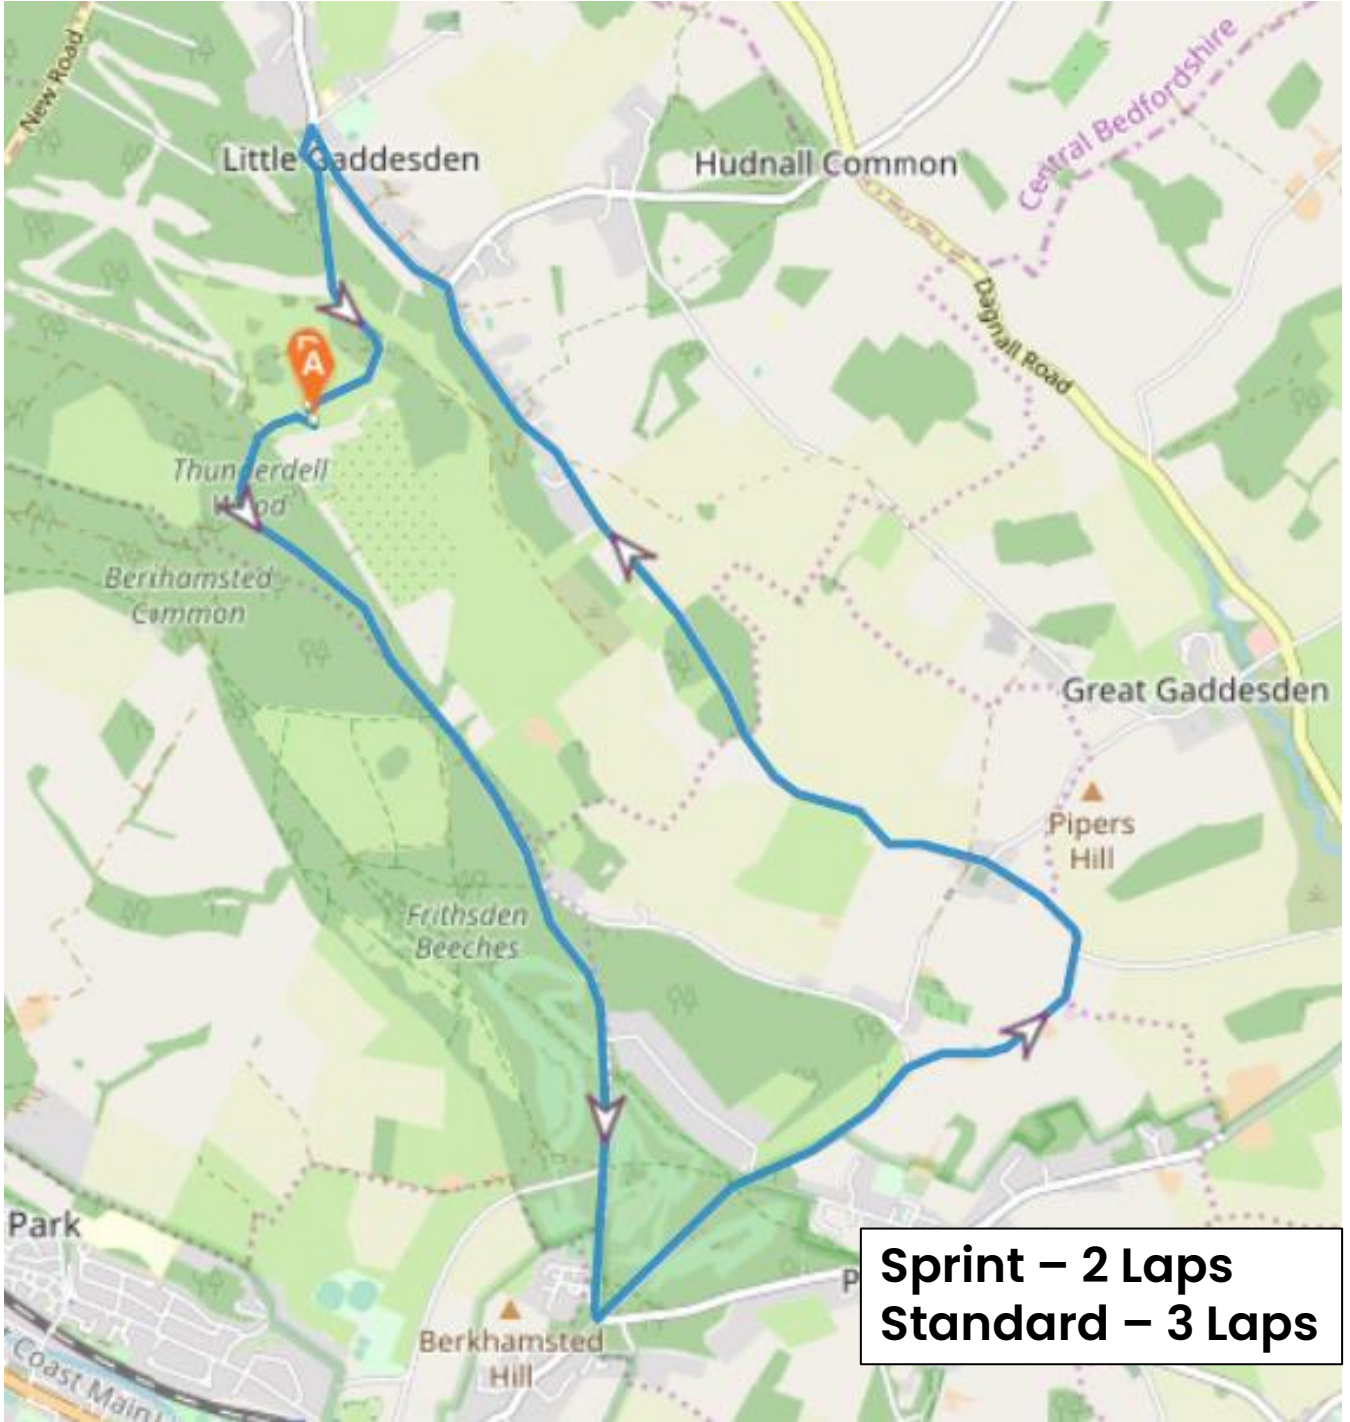 New Road
Little Gaddesden
Hudnall Common
Central Bedfordshire
Dagnall Road
A
Thunderdell
Wood
Berkhamsted
Common
Great Gaddesden
Pipers
Hill
Frithsden
Beeches
Park
P
Sprint – 2 Laps
Standard – 3 Laps
Berkhamsted
Hill
Coast Main L